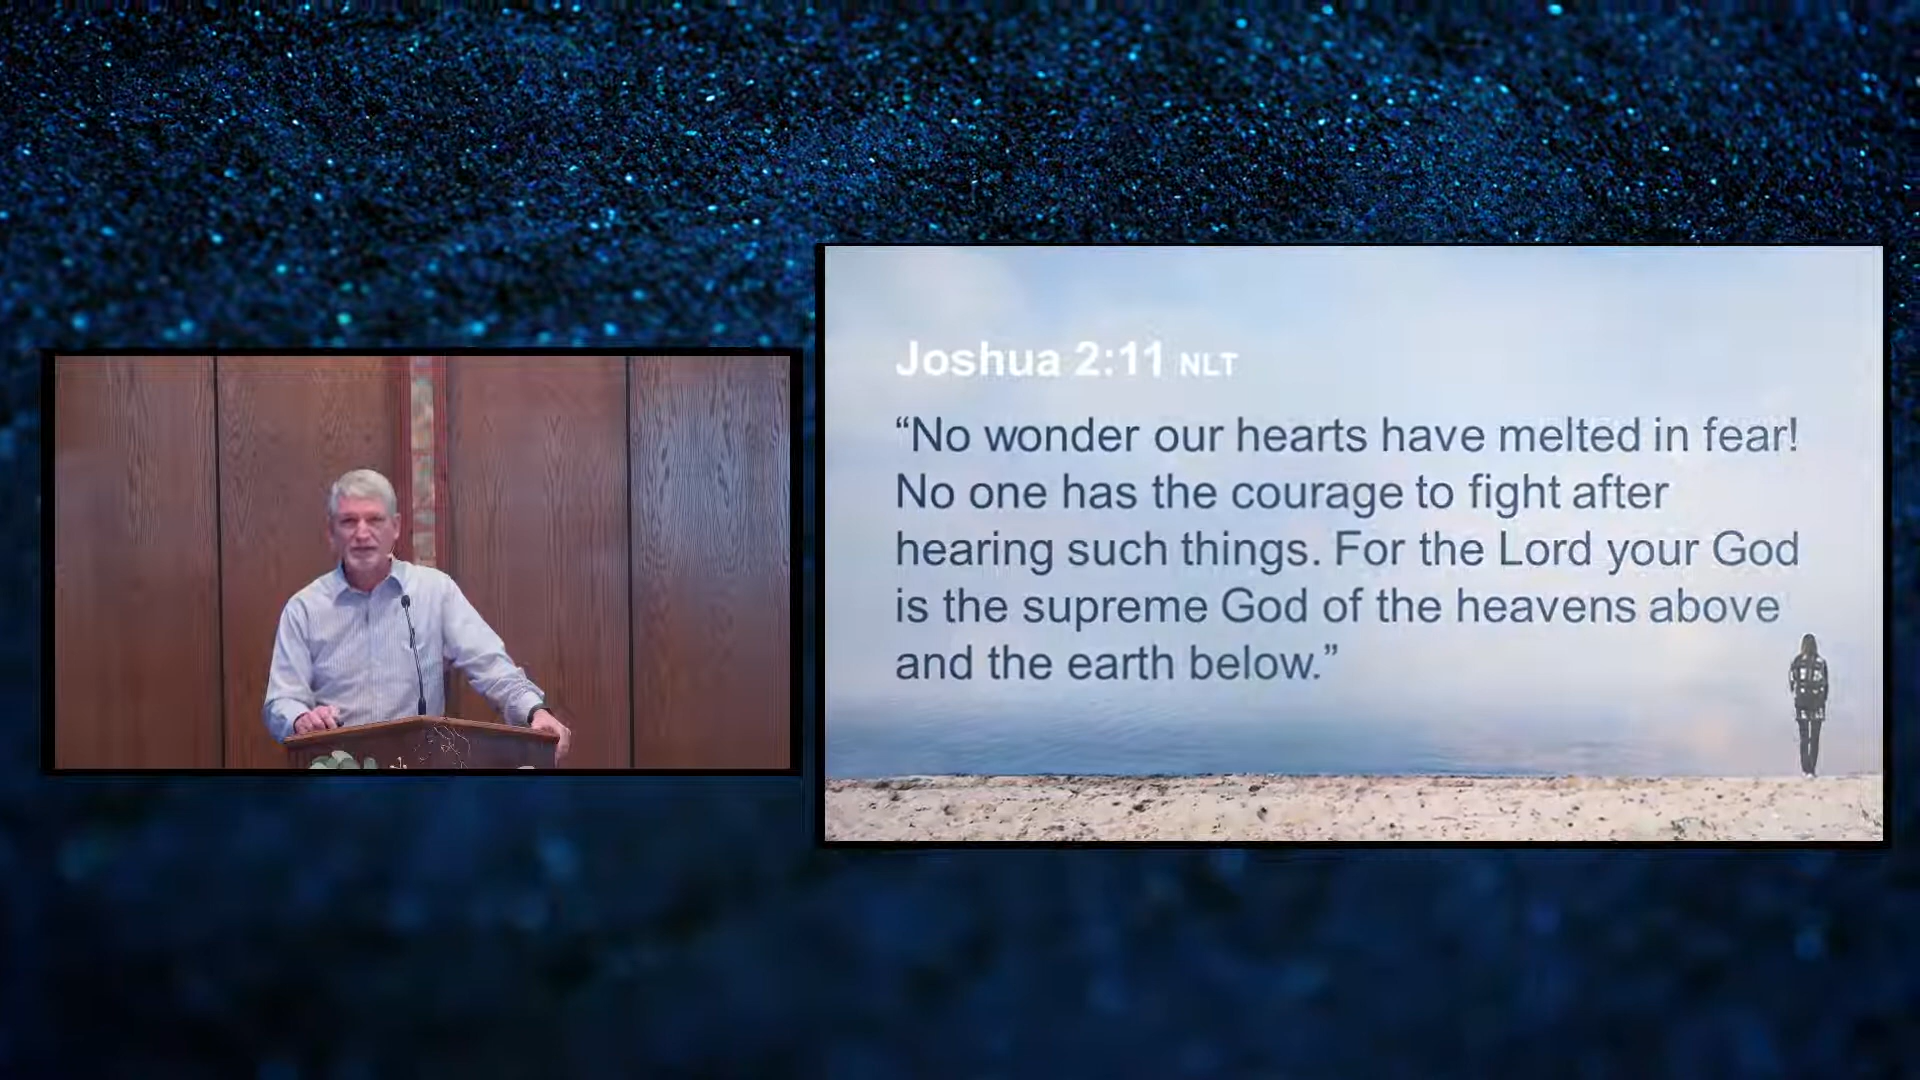 Joshua 2:11 NLT
“No wonder our hearts have melted in fear!
No one has the courage to fight after
hearing such things. For the Lord your God
is the supreme God of the heavens above
and the earth below.”